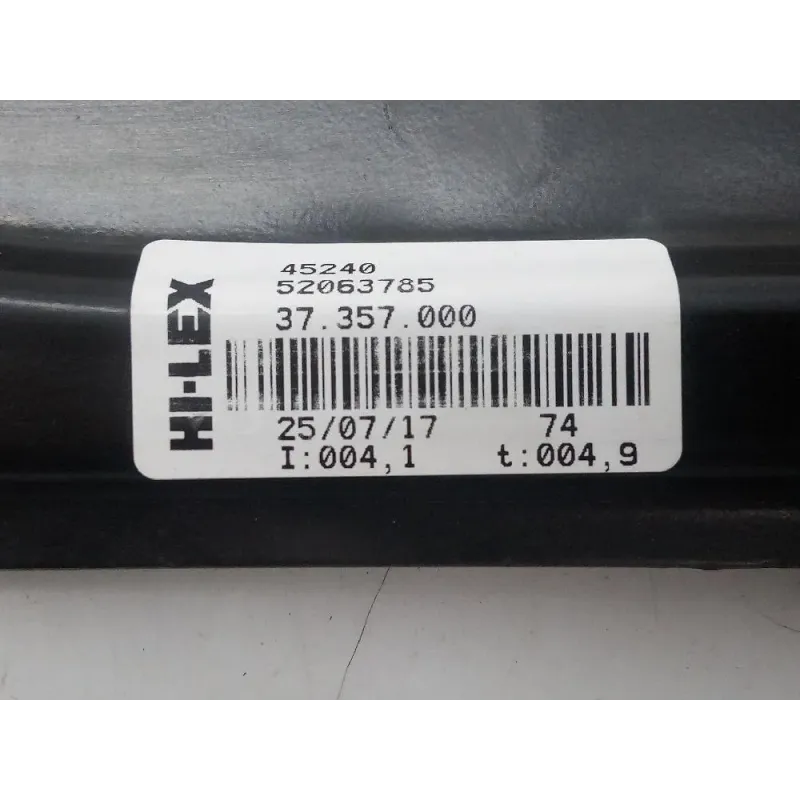 HI-LEX
45240
52063785
37.357.000
25/07/17 74
I:004,1 t:004,9